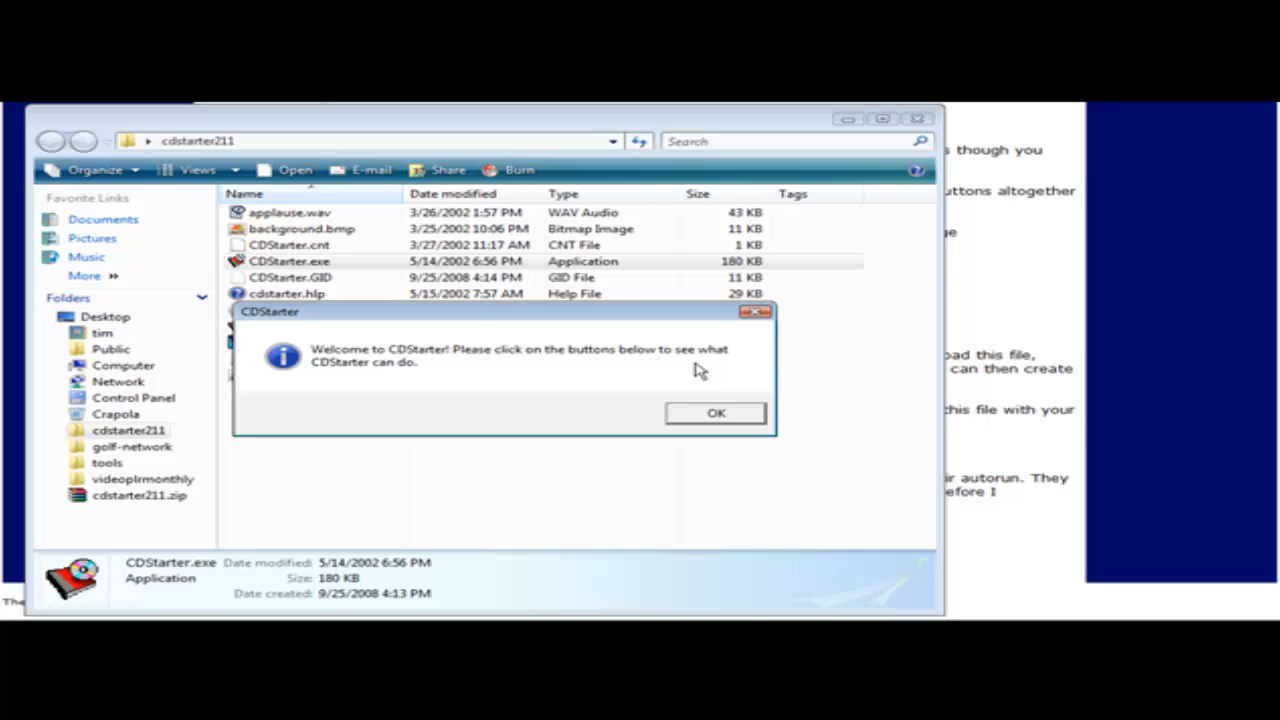 cdstarter211
Search
Organize Views Open E-mail Share Burn
Favorite Links
Documents
Pictures
Music
More »
Folders
Desktop
tim
Public
Computer
Network
Control Panel
Crapola
cdstarter211
golf-network
tools
videoplrmonthly
cdstarter211.zip
Name Date modified Type Size Tags
applause.wav 3/26/2002 1:57 PM WAV Audio 43 KB
background.bmp 3/25/2002 10:06 PM Bitmap Image 11 KB
CDStarter.cnt 3/27/2002 11:17 AM CNT File 1 KB
CDStarter.exe 5/14/2002 6:56 PM Application 180 KB
CDStarter.GID 9/25/2008 4:14 PM GID File 11 KB
cdstarter.hlp 5/15/2002 7:57 AM Help File 29 KB
CDStarter
Welcome to CDStarter! Please click on the buttons below to see what
CDStarter can do.
OK
CDStarter.exe Date modified: 5/14/2002 6:56 PM
Application Size: 180 KB
Date created: 9/25/2008 4:13 PM
s though you
uttons altogether
ge
oad this file,
can then create
this file with your
ir autorun. They
efore I
The